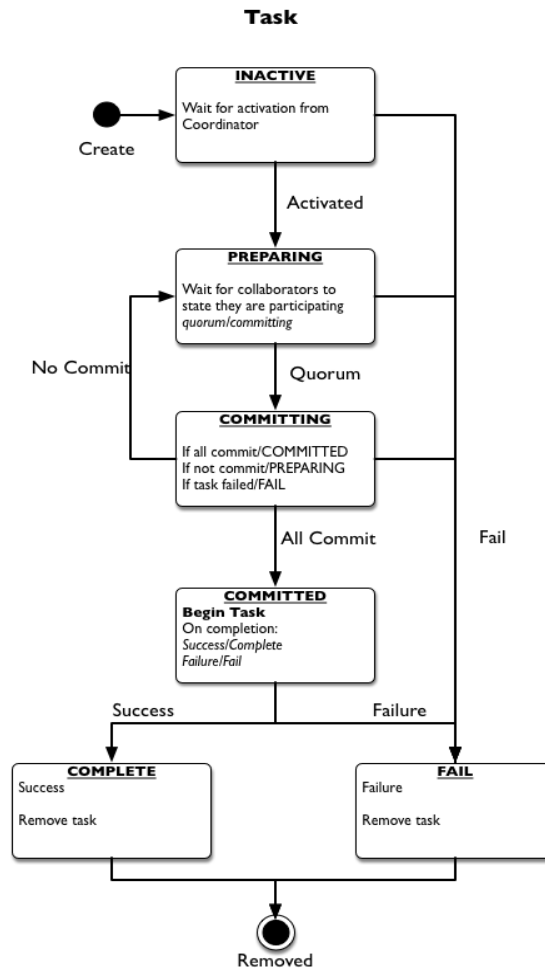 Task
INACTIVE
Wait for activation from
Coordinator
Create
Activated
PREPARING
Wait for collaborators to
state they are participating
quorum/committing
No Commit
Quorum
COMMITTING
If all commit/COMMITTED
If not commit/PREPARING
If task failed/FAIL
All Commit
Fail
COMMITTED
Begin Task
On completion:
Success/Complete
Failure/Fail
Success
Failure
COMPLETE
Success
Remove task
FAIL
Failure
Remove task
Removed